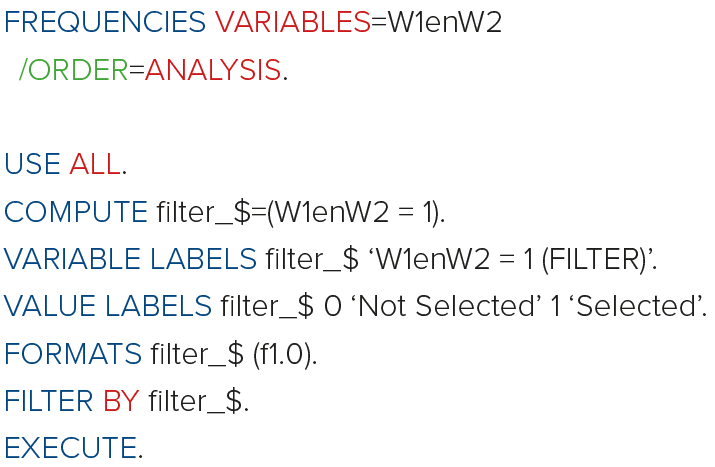 FREQUENCIES VARIABLES=W1enW2
/ORDER=ANALYSIS.
USE ALL.
COMPUTE filter_$=(W1enW2 = 1).
VARIABLE LABELS filter_$ ‘W1enW2 = 1 (FILTER)’.
VALUE LABELS filter_$ 0 ‘Not Selected’ 1 ‘Selected’.
FORMATS filter_$ (f1.0).
FILTER BY filter_$.
EXECUTE.